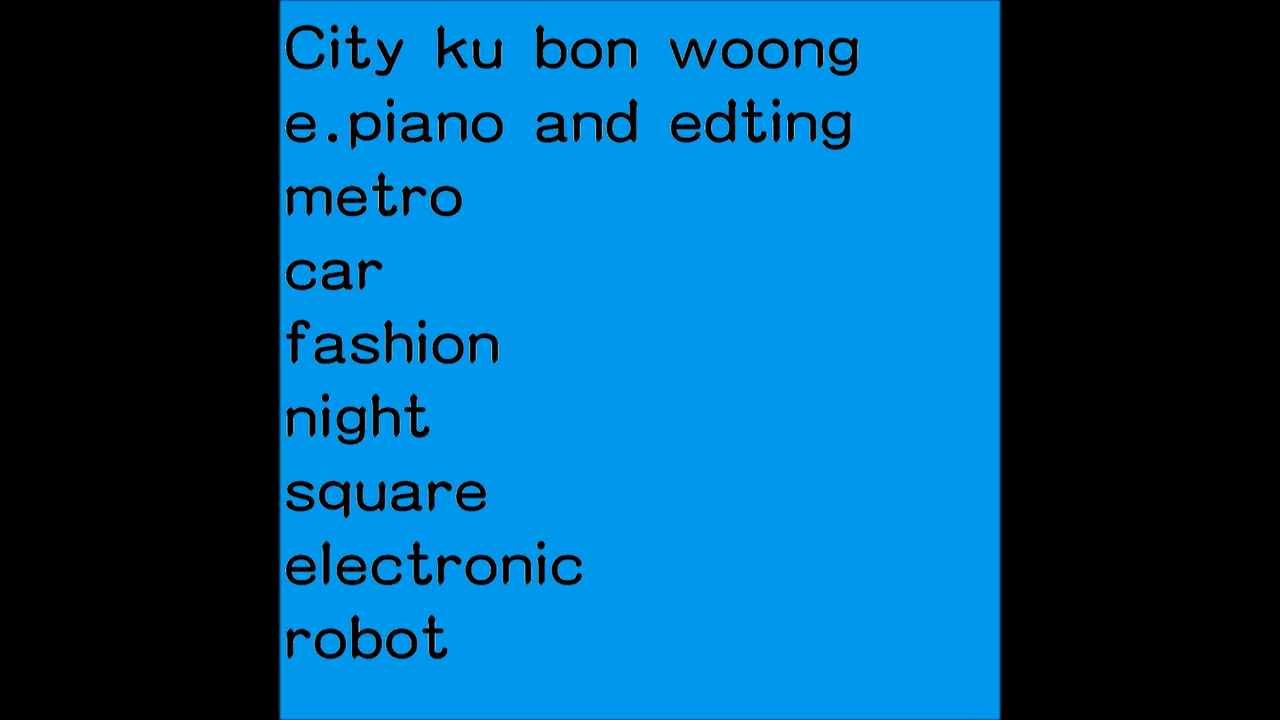 City ku bon woong
e.piano and edting
metro
car
fashion
night
square
electronic
robot